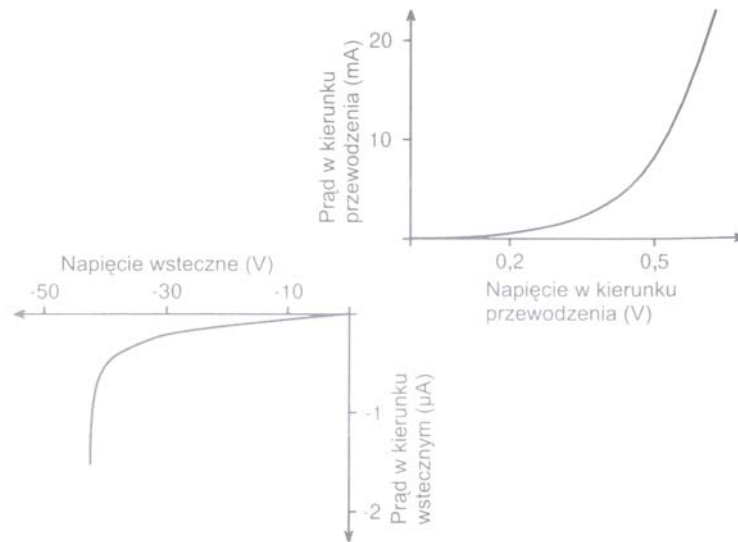 Prąd w kierunku
przewodzenia (mA)
20
10
0,2
0,5
Napięcie w kierunku
przewodzenia (V)
Napięcie wsteczne (V)
-50
-30
-10
-1
-2
Prąd w kierunku
wstecznym (µA)